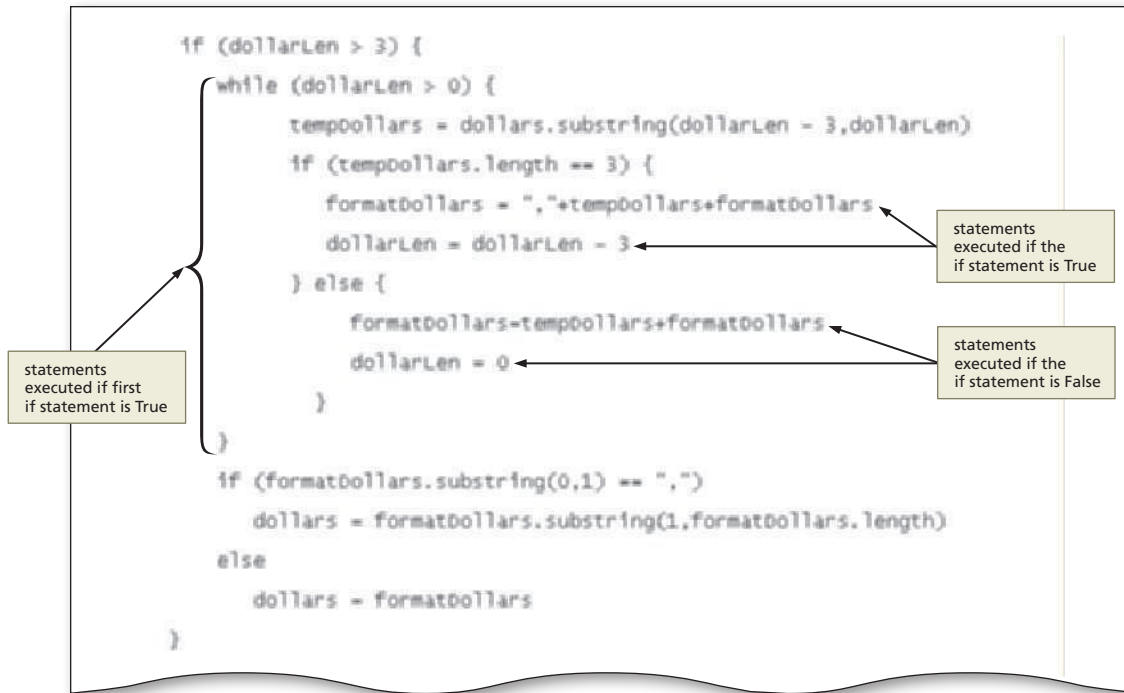 if (dollarLen > 3) {
while (dollarLen > 0) {
tempDollars = dollars.substring(dollarLen - 3,dollarLen)
if (tempDollars.length == 3) {
formatDollars = ","+tempDollars+formatDollars
dollarLen = dollarLen - 3
statements
executed if the
if statement is True
} else {
formatDollars=tempDollars+formatDollars
dollarLen = 0
statements
executed if the
if statement is False
}
statements
executed if first
if statement is True
}
if (formatDollars.substring(0,1) == ",")
dollars = formatDollars.substring(1,formatDollars.length)
else
dollars = formatDollars
}